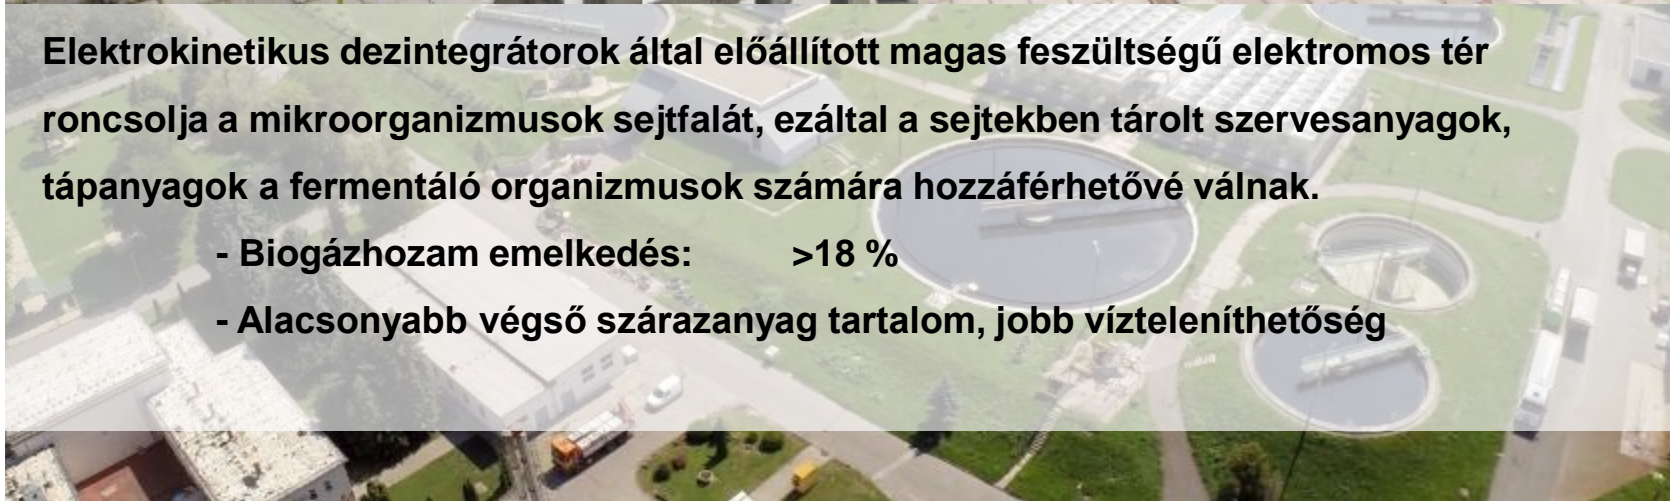 Elektrokinetikus dezintegrátorok által előállított magas feszültségű elektromos tér
roncsolja a mikroorganizmusok sejtfalát, ezáltal a sejtekben tárolt szervesanyagok,
tápanyagok a fermentáló organizmusok számára hozzáférhetővé válnak.
- Biogázhozam emelkedés: >18 %
- Alacsonyabb végső szárazanyag tartalom, jobb vízteleníthetőség